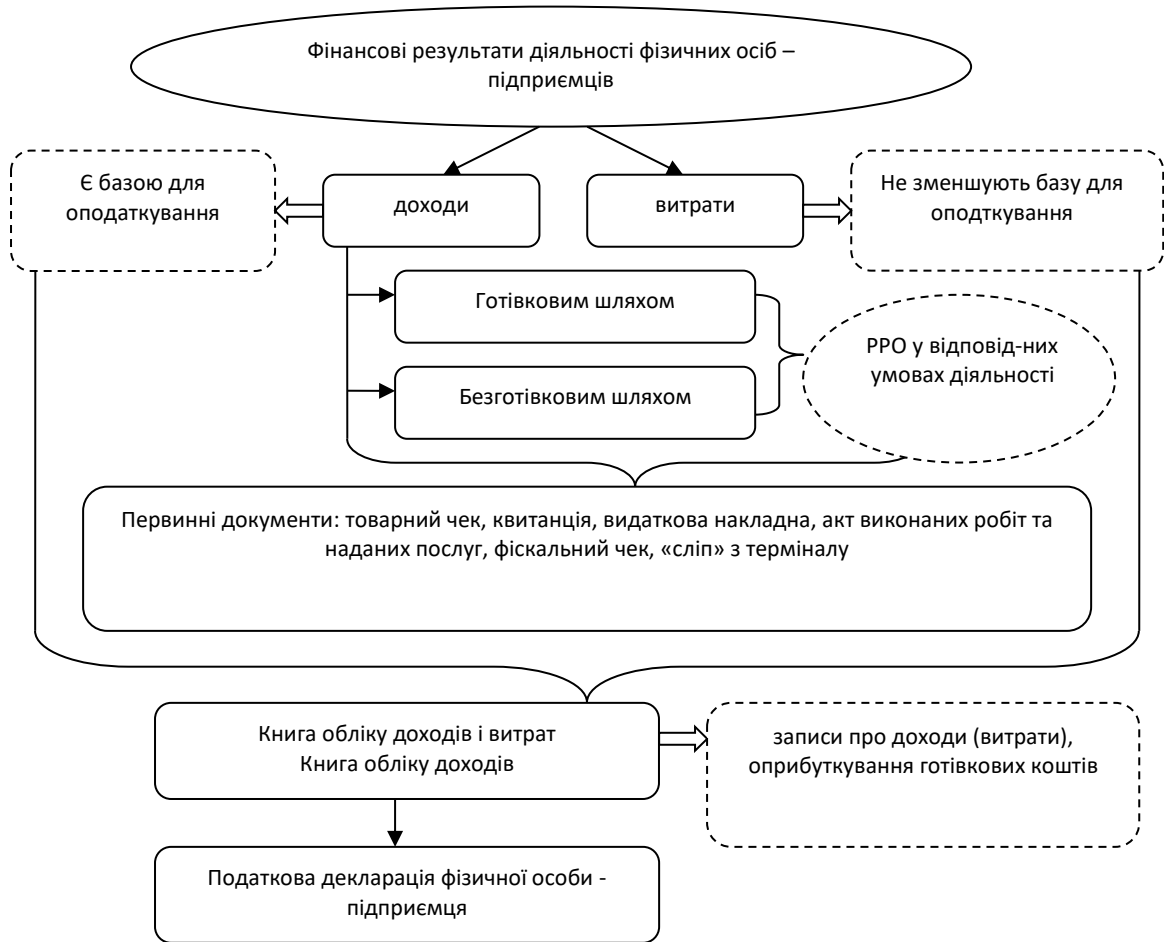 Фінансові результати діяльності фізичних осіб –
підприємців
Є базою для
оподаткування
доходи
витрати
Не зменшують базу для
оподткування
Готівковим шляхом
Безготівковим шляхом
РРО у відповід-них
умовах діяльності
Первинні документи: товарний чек, квитанція, видаткова накладна, акт виконаних робіт та
наданих послуг, фіскальний чек, «сліп» з терміналу
Книга обліку доходів і витрат
Книга обліку доходів
записи про доходи (витрати),
оприбуткування готівкових коштів
Податкова декларація фізичної особи -
підприємця